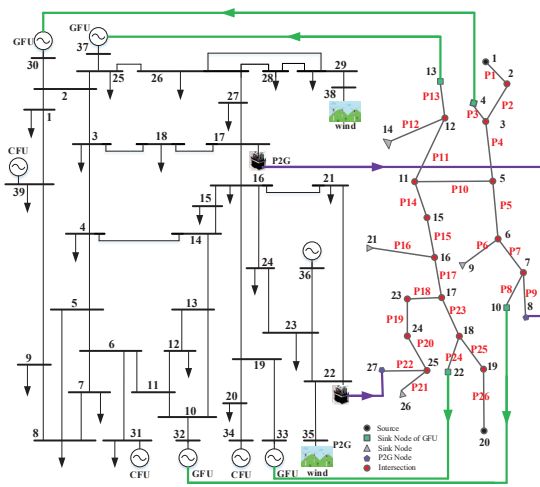 GFU
30
GFU
37
25
26
28
29
38
wind
2
1
27
CFU
39
3
18
17
P2G
16
21
15
4
14
24
36
5
13
23
6
12
19
22
9
11
20
7
10
8
31
CFU
32
GFU
34
CFU
33
GFU
35
wind
P2G
1
P1
2
13
P13
4
P3
P2
3
14
P12
12
P4
P11
11
P10
5
P14
P5
15
21
P16
P15
6
16
P6
P7
9
7
P17
P8
P9
23
P18
17
10
8
P23
P19
24
18
P20
P24
P25
27
P22
25
22
19
P21
26
P26
20
Source
Sink Node of GFU
Sink Node
P2G Node
Intersection